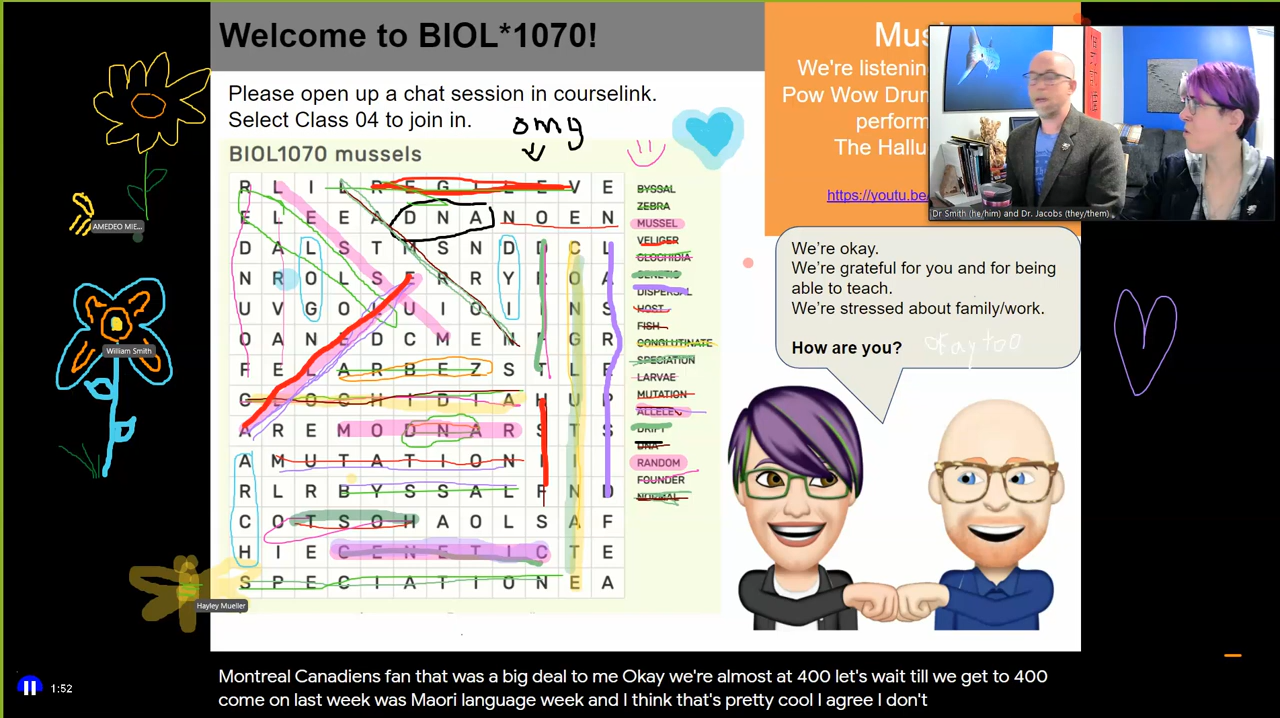 Welcome to BIOL*1070!
Please open up a chat session in courselink.
Select Class 04 to join in.
omg
BIOL1070 mussels
R L I L R E G I L E V E
E L E E A D N A N O E N
D A L S T M S N D D C L
N R O L S E R R Y R O A
U V G O L U I O I I N S
O A N E D C M E N F G R
F E L A R B E Z S T L E
G L O C H I D I A H U P
A R E M O D N A R S T S
A M U T A T I O N I I I
R L R B Y S S A L F N D
C O T S O H A O L S A F
H I E G E N E T I C T E
S P E C I A T I O N E A
BYSSAL
ZEBRA
MUSSEL
VELIGER
GLOCHIDIA
GENETIC
DISPERSAL
HOST
FISH
CONGLUTINATE
SPECIATION
LARVAE
MUTATION
ALLELE
DRIFT
DNA
RANDOM
FOUNDER
NORMAL
We're listenin
Pow Wow Drum
perform
The Hallu
https://youtu.be
Dr Smith (he/him) and Dr. Jacobs (they/them)
We're okay.
We're grateful for you and for being
able to teach.
We're stressed about family/work.
How are you?
okay too
AMEDEO MIE...
William Smith
Hayley Mueller
1:52
Montreal Canadiens fan that was a big deal to me Okay we're almost at 400 let's wait till we get to 400
come on last week was Maori language week and I think that's pretty cool I agree I don't